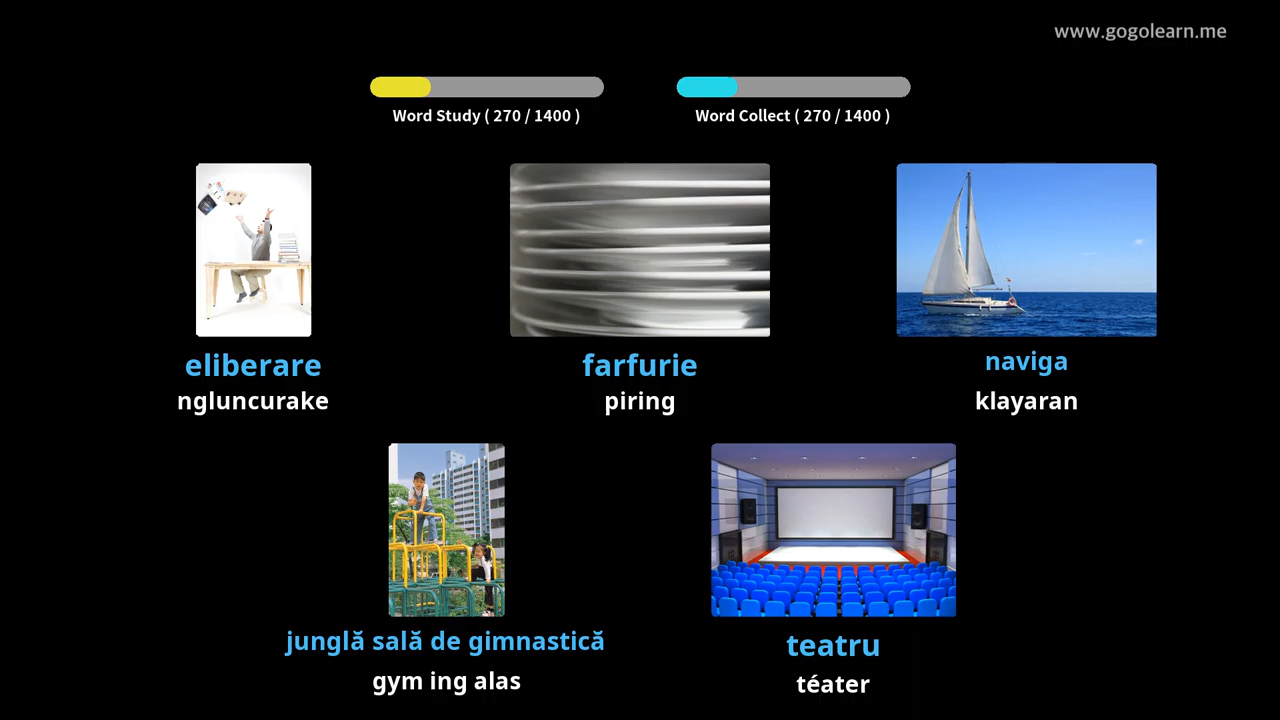 www.gogolearn.me
Word Study ( 270 / 1400 )
Word Collect ( 270 / 1400 )
eliberare
ngluncurake
farfurie
piring
naviga
klayaran
junglă sală de gimnastică
gym ing alas
teatru
téater